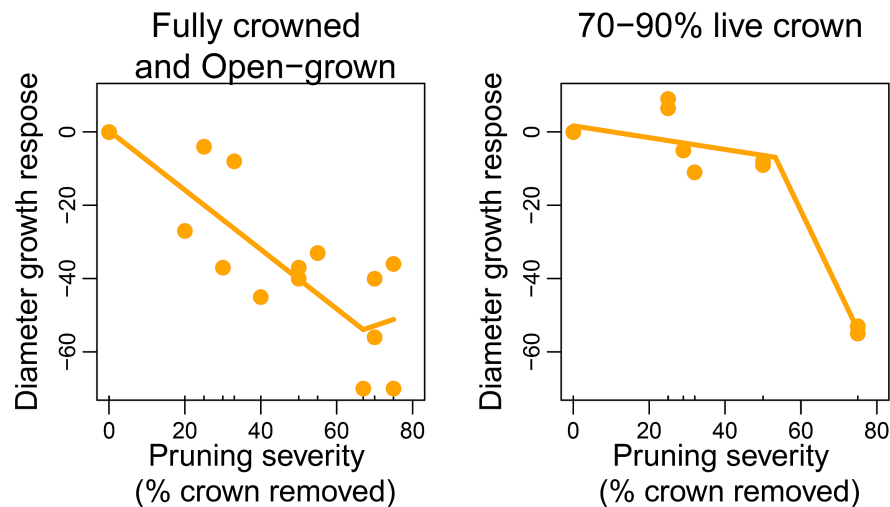 Fully crowned
and Open−grown
Diameter growth respose
0
−20
−40
−60
0 20 40 60 80
Pruning severity
(% crown removed)
70−90% live crown
Diameter growth respose
0
−20
−40
−60
0 20 40 60 80
Pruning severity
(% crown removed)